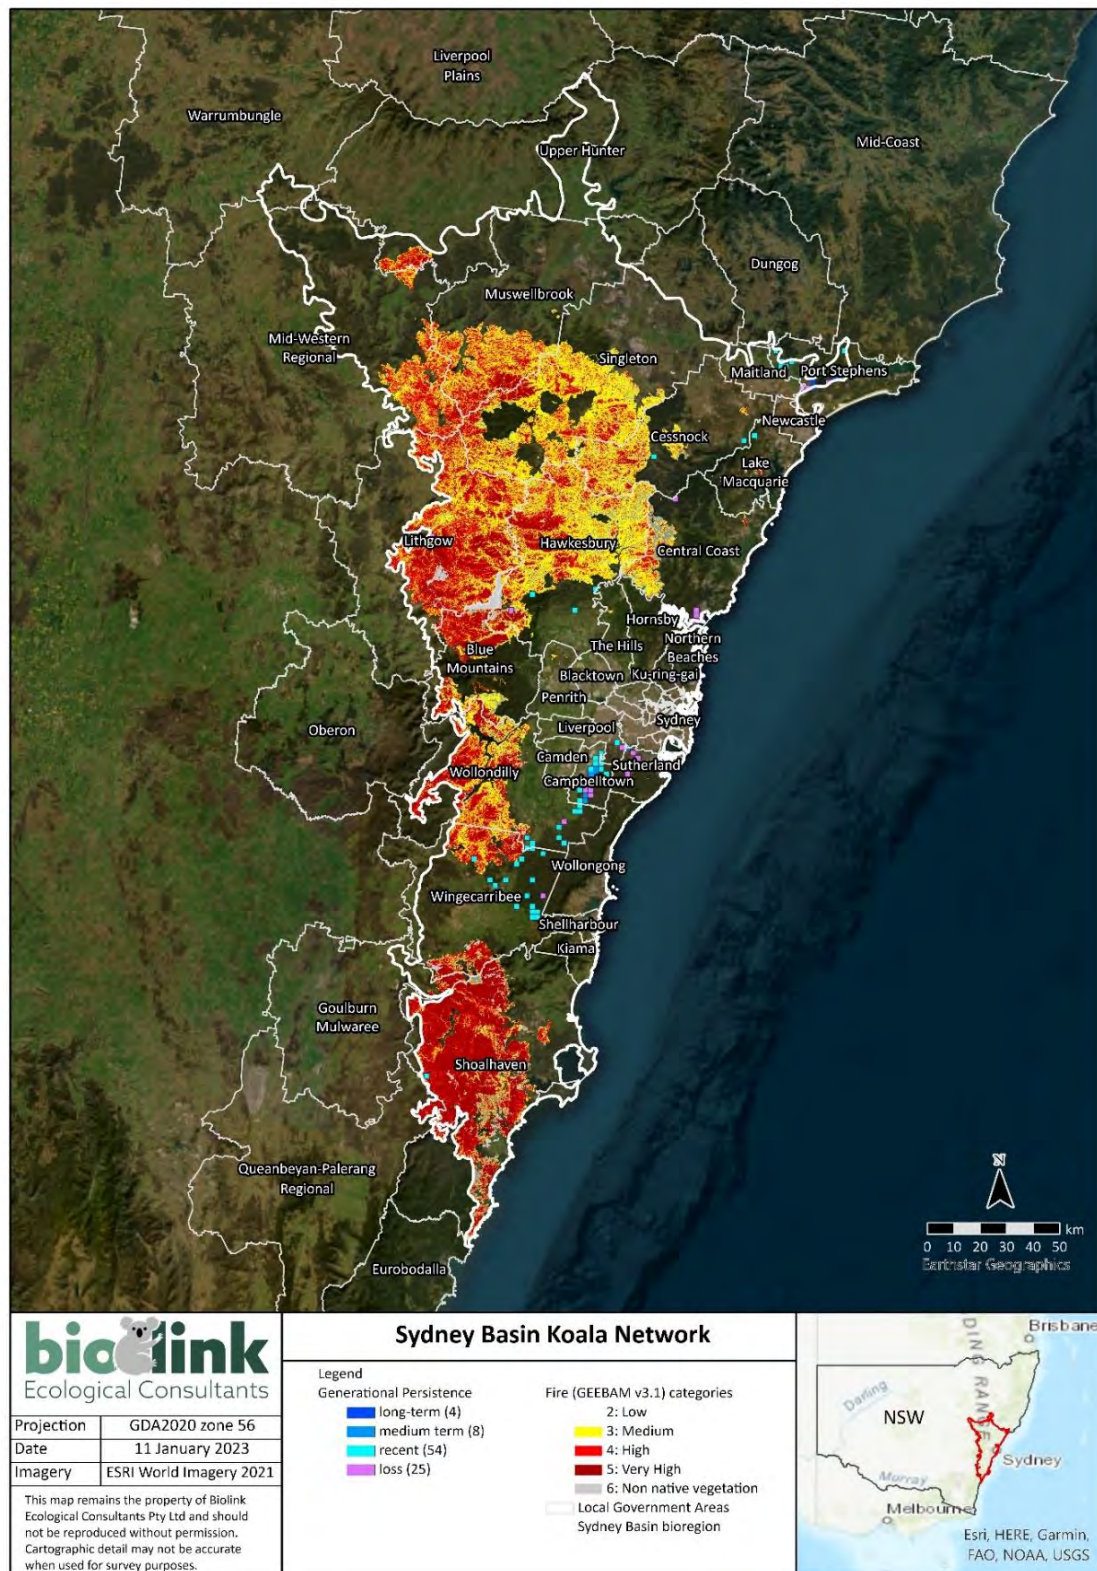 Liverpool
Plains
Warrumbungle
Upper Hunter
Mid-Coast
Dungog
Muswellbrook
Mid-Western
Regional
Singleton
Maitland
Port Stephens
Newcastle
Cessnock
Lake
Macquarie
Lithgow
Hawkesbury
Central Coast
Hornsby
Northern
Beaches
The Hills
Blue
Mountains
Blacktown
Ku-ring-gai
Penrith
Oberon
Liverpool
Sydney
Camden
Sutherland
Wollondilly
Campbelltown
Wollongong
Wingecarribee
Shellharbour
Kiama
Goulburn
Mulwaree
Shoalhaven
Queanbeyan-Palerang
Regional
Eurobodalla
N
km
0 10 20 30 40 50
Earthstar Geographics
biolink
Ecological Consultants
Projection GDA2020 zone 56
Date 11 January 2023
Imagery ESRI World Imagery 2021
This map remains the property of Biolink
Ecological Consultants Pty Ltd and should
not be reproduced without permission.
Cartographic detail may not be accurate
when used for survey purposes.
Sydney Basin Koala Network
Legend
Generational Persistence
long-term (4)
medium term (8)
recent (54)
loss (25)
Fire (GEEBAM v3.1) categories
2: Low
3: Medium
4: High
5: Very High
6: Non native vegetation
Local Government Areas
Sydney Basin bioregion
Brisbane
DING RANGE
Darling
NSW
Sydney
Murray
Melbourne
Esri, HERE, Garmin,
FAO, NOAA, USGS